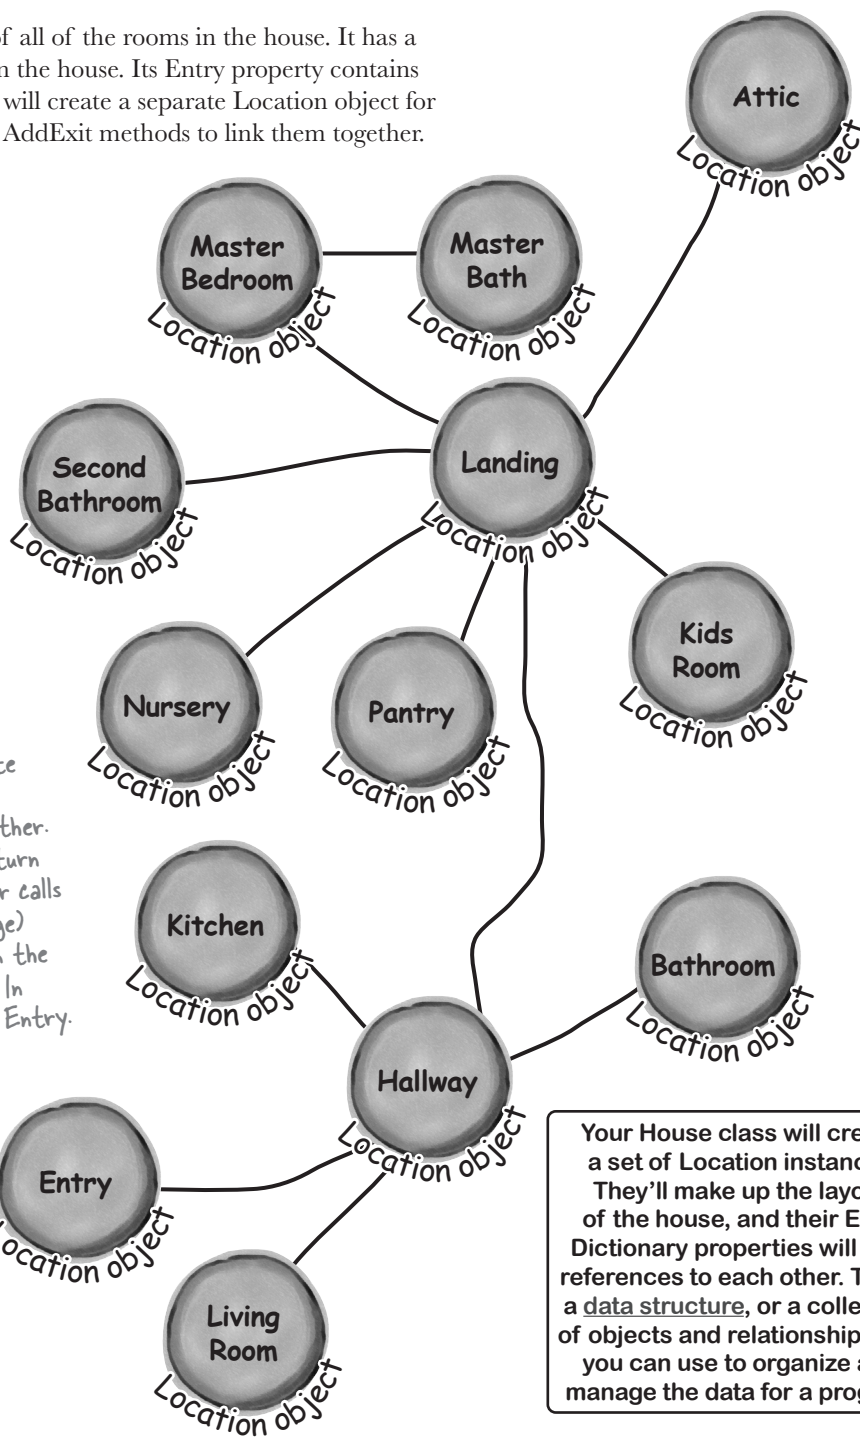 of all of the rooms in the house. It has a
n the house. Its Entry property contains
will create a separate Location object for
AddExit methods to link them together.
Attic
Location object
Master
Bedroom
Location object
Master
Bath
Location object
Landing
Location object
Second
Bathroom
Location object
Kids
Room
Location object
Nursery
Location object
Pantry
Location object
ce
ther.
turn
r calls
ge)
n the
In
Entry.
Kitchen
Location object
Bathroom
Location object
Hallway
Location object
Entry
ocation object
Living
Room
Location object
Your House class will cre
a set of Location instanc
They'll make up the layo
of the house, and their E
Dictionary properties will
references to each other. T
a data structure, or a colle
of objects and relationship
you can use to organize a
manage the data for a prog